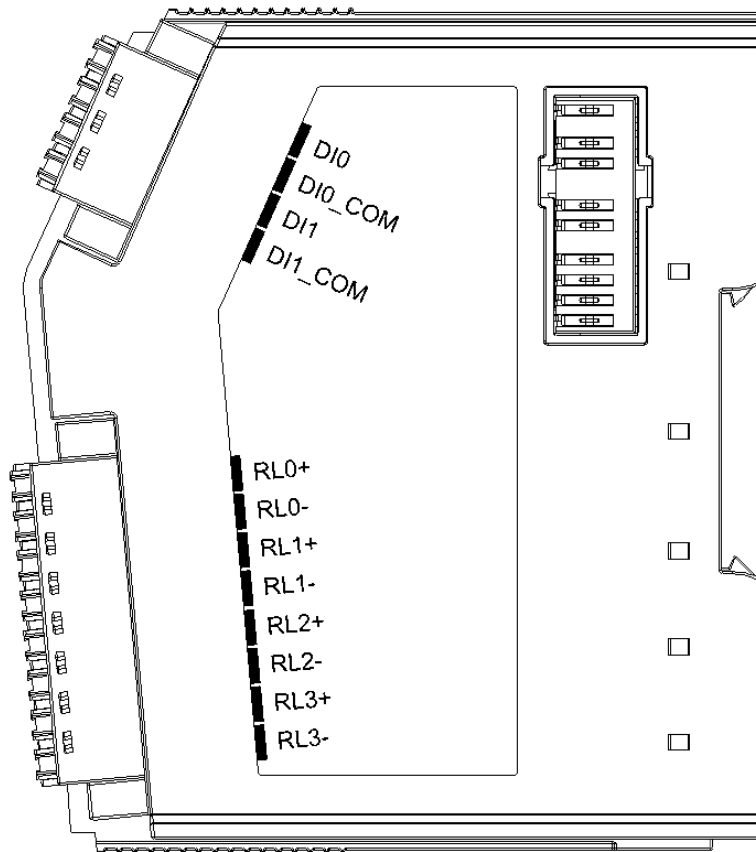 DI0
DI0_COM
DI1
DI1_COM
RL0+
RL0-
RL1+
RL1-
RL2+
RL2-
RL3+
RL3-